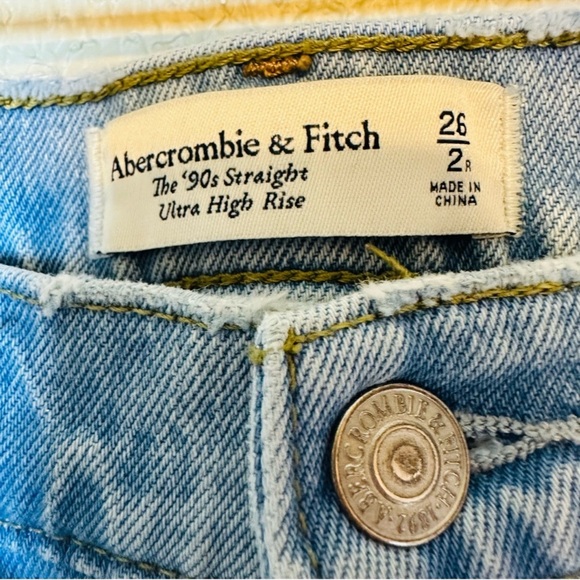 Abercrombie & Fitch
The '90s Straight
Ultra High Rise
26
2R
MADE IN
CHINA
ABERCROMBIE & FITCH · 1892 ·